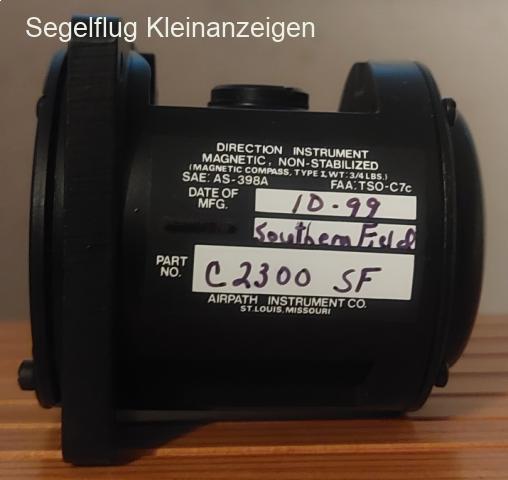 Segelflug Kleinanzeigen
DIRECTION INSTRUMENT
MAGNETIC, NON-STABILIZED
(MAGNETIC COMPASS, TYPE I, WT: 3/4 LBS.)
SAE: AS-398A FAA: TSO-C7c
DATE OF MFG. 10-99
Southern Field
PART NO. C2300 SF
AIRPATH INSTRUMENT CO.
ST. LOUIS, MISSOURI